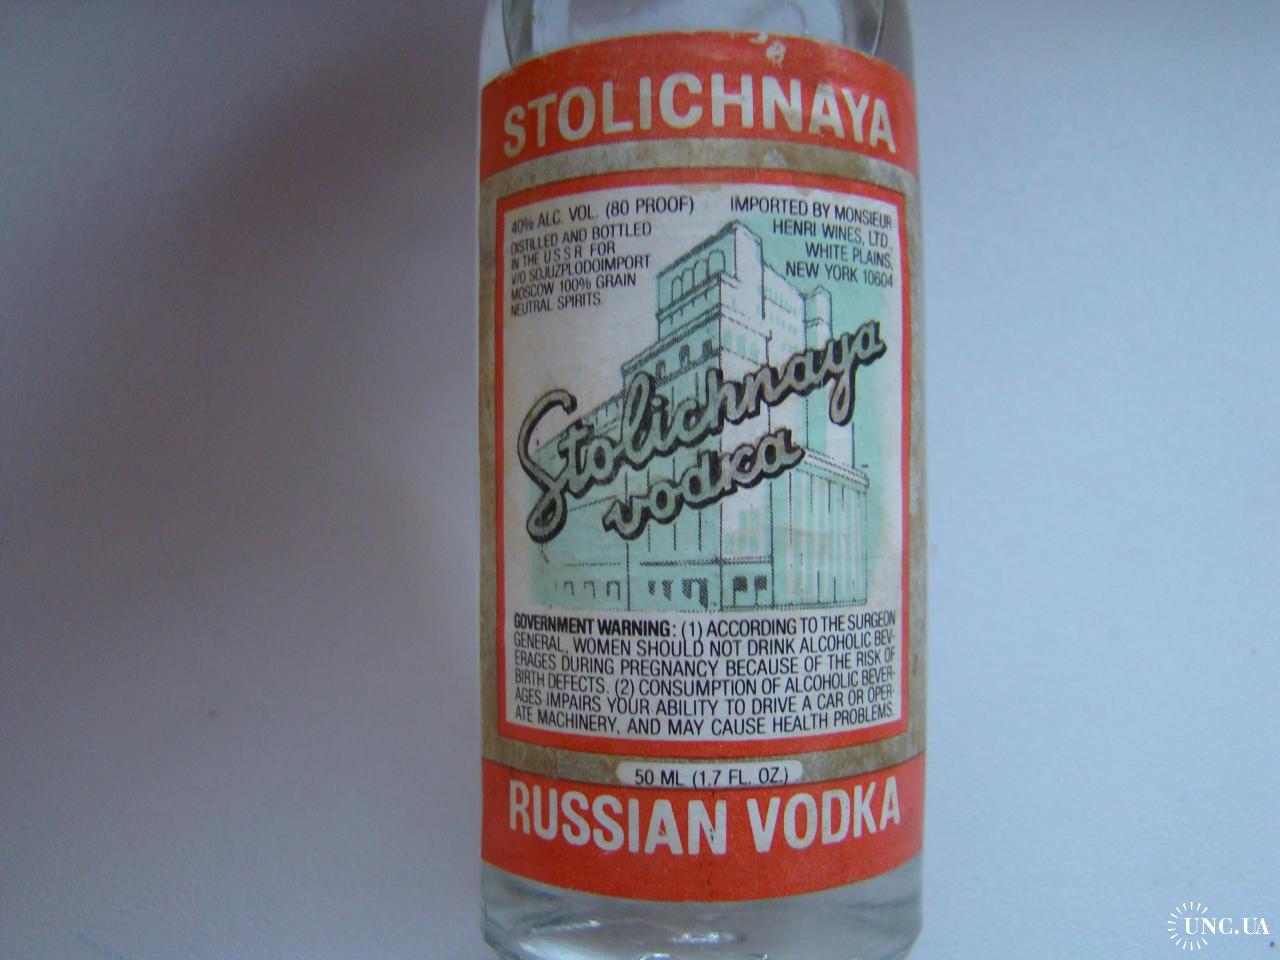 STOLICHNAYA
40% ALC. VOL. (80 PROOF)
DISTILLED AND BOTTLED
IN THE U S S R FOR
V/O SOJUZPLODOIMPORT
MOSCOW 100% GRAIN
NEUTRAL SPIRITS.
IMPORTED BY MONSIEUR
HENRI WINES, LTD.,
WHITE PLAINS,
NEW YORK 10604
Stolichnaya
vodka
GOVERNMENT WARNING: (1) ACCORDING TO THE SURGEON
GENERAL, WOMEN SHOULD NOT DRINK ALCOHOLIC BEV-
ERAGES DURING PREGNANCY BECAUSE OF THE RISK OF
BIRTH DEFECTS. (2) CONSUMPTION OF ALCOHOLIC BEVER-
AGES IMPAIRS YOUR ABILITY TO DRIVE A CAR OR OPER-
ATE MACHINERY, AND MAY CAUSE HEALTH PROBLEMS.
50 ML (1.7 FL. OZ.)
RUSSIAN VODKA
UNC.UA